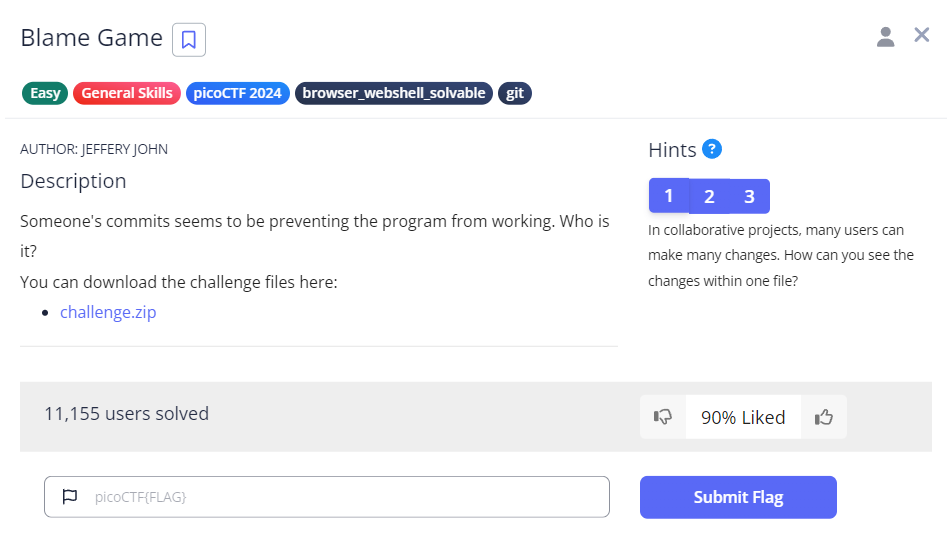 Blame Game
Easy General Skills picoCTF 2024 browser_webshell_solvable git
AUTHOR: JEFFERY JOHN
Description
Someone's commits seems to be preventing the program from working. Who is
it?
You can download the challenge files here:
challenge.zip
Hints ?
1 2 3
In collaborative projects, many users can
make many changes. How can you see the
changes within one file?
11,155 users solved
90% Liked
picoCTF{FLAG}
Submit Flag